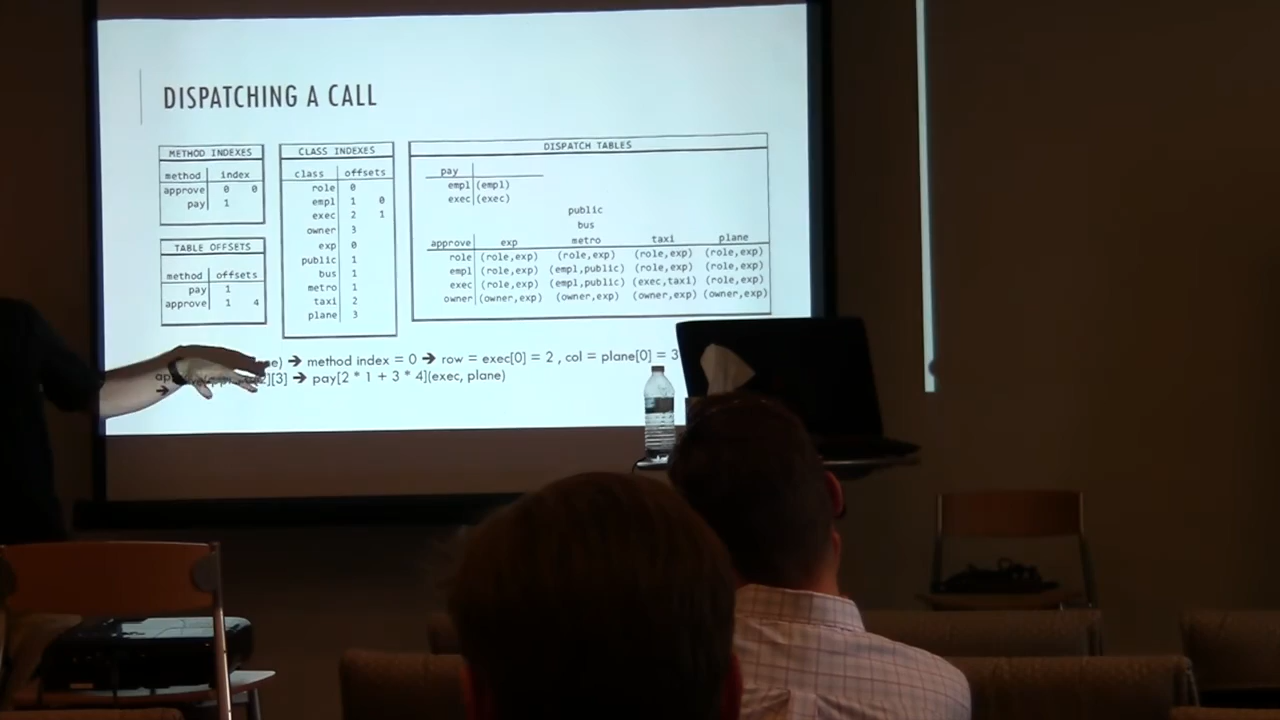 DISPATCHING A CALL
METHOD INDEXES
method index
approve 0 0
pay 1
TABLE OFFSETS
method offsets
pay 1
approve 1 4
CLASS INDEXES
class offsets
role 0
empl 1 0
exec 2 1
owner 3
exp 0
public 1
bus 1
metro 1
taxi 2
plane 3
DISPATCH TABLES
pay
empl (empl)
exec (exec)
public
bus
approve exp metro taxi plane
role (role,exp) (role,exp) (role,exp) (role,exp)
empl (role,exp) (empl,public) (role,exp) (role,exp)
exec (role,exp) (empl,public) (exec,taxi) (role,exp)
owner (owner,exp) (owner,exp) (owner,exp) (owner,exp)
➔ method index = 0 ➔ row = exec[0] = 2 , col = plane[0] = 3
[3] ➔ pay[2 * 1 + 3 * 4](exec, plane)
➔